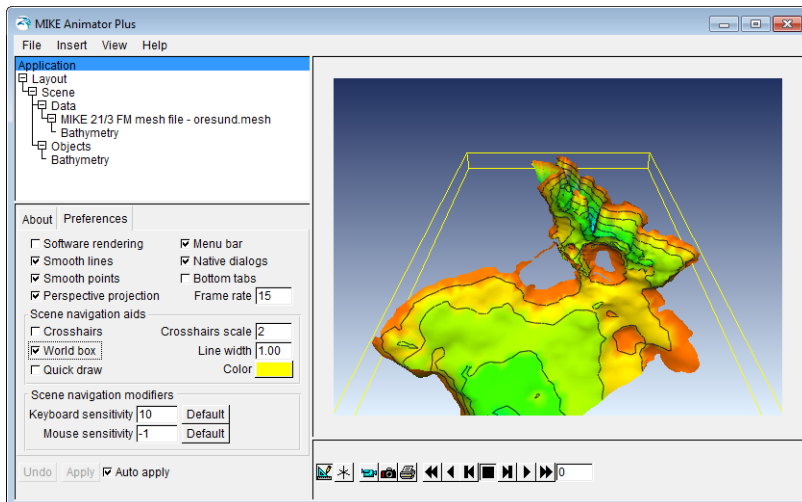 MIKE Animator Plus
File Insert View Help
Application
Layout
Scene
Data
MIKE 21/3 FM mesh file - oresund.mesh
Bathymetry
Objects
Bathymetry
About Preferences
Software rendering Menu bar
Smooth lines Native dialogs
Smooth points Bottom tabs
Perspective projection Frame rate 15
Scene navigation aids
Crosshairs Crosshairs scale 2
World box Line width 1.00
Quick draw Color
Scene navigation modifiers
Keyboard sensitivity 10 Default
Mouse sensitivity -1 Default
Undo Apply Auto apply 0